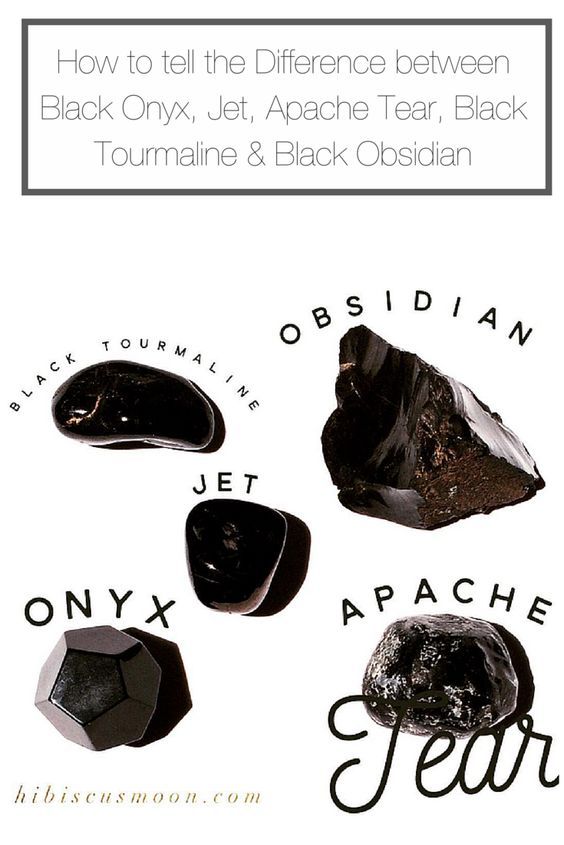 How to tell the Difference between
Black Onyx, Jet, Apache Tear, Black
Tourmaline & Black Obsidian
OBSIDIAN
BLACK TOURMALINE
JET
ONYX
APACHE
Tear
hibiscusmoon.com